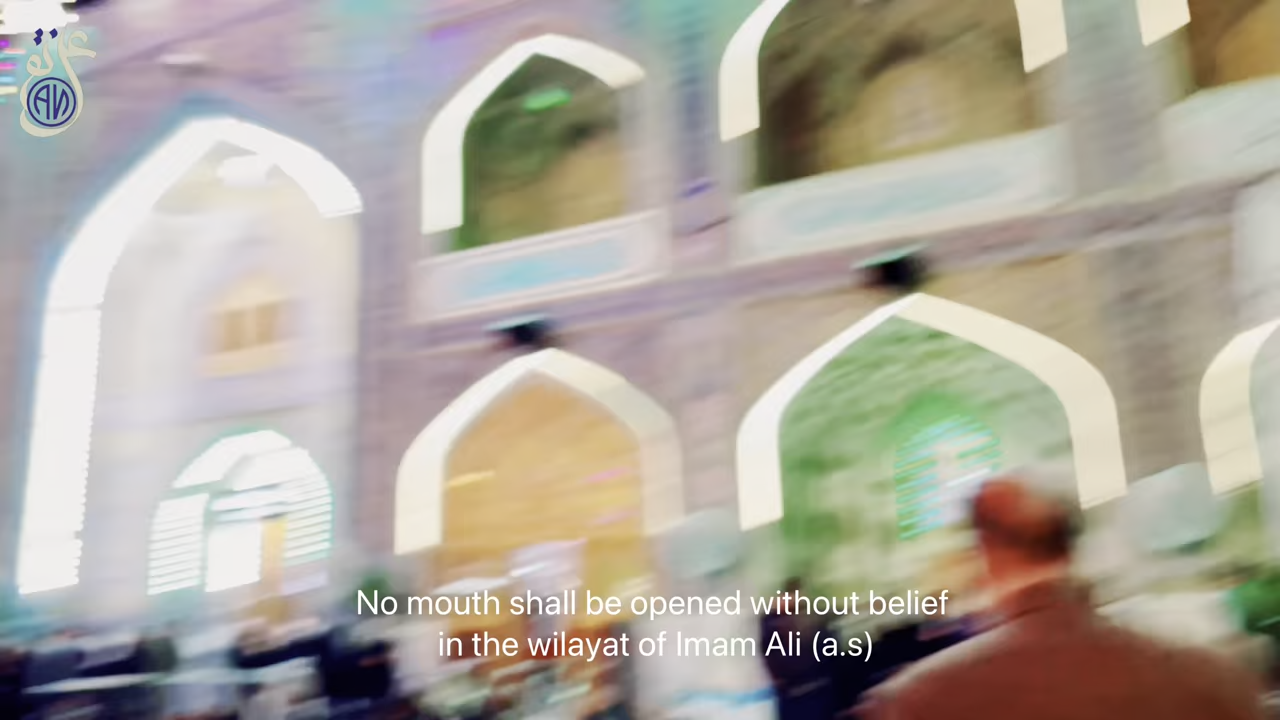 No mouth shall be opened without belief
in the wilayat of Imam Ali (a.s)